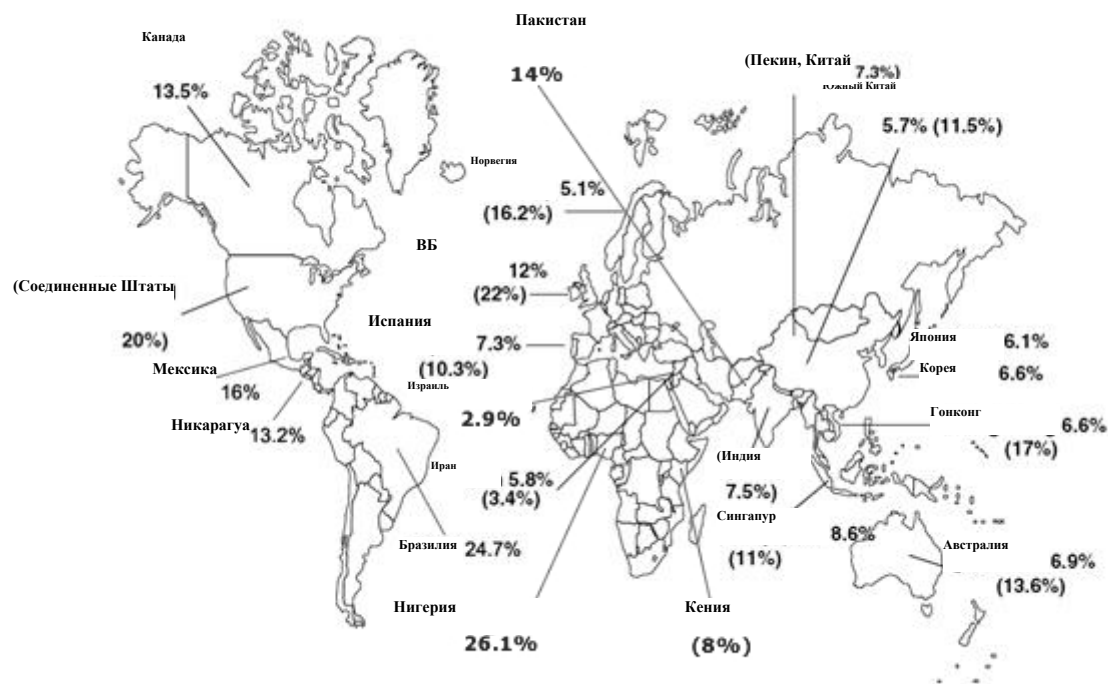 Пакистан
Канада
14%
(Пекин, Китай
7.3%)
Южный Китай
13.5%
5.7% (11.5%)
Норвегия
5.1%
(16.2%)
ВБ
12%
(22%)
(Соединенные Штаты
20%)
Испания
7.3%
(10.3%)
Япония
6.1%
Мексика
16%
Израиль
2.9%
Корея
6.6%
Никарагуа
13.2%
Гонконг
6.6%
(17%)
Иран
5.8%
(3.4%)
(Индия
7.5%)
Сингапур
8.6%
(11%)
Бразилия
24.7%
Австралия
6.9%
(13.6%)
Нигерия
26.1%
Кения
(8%)